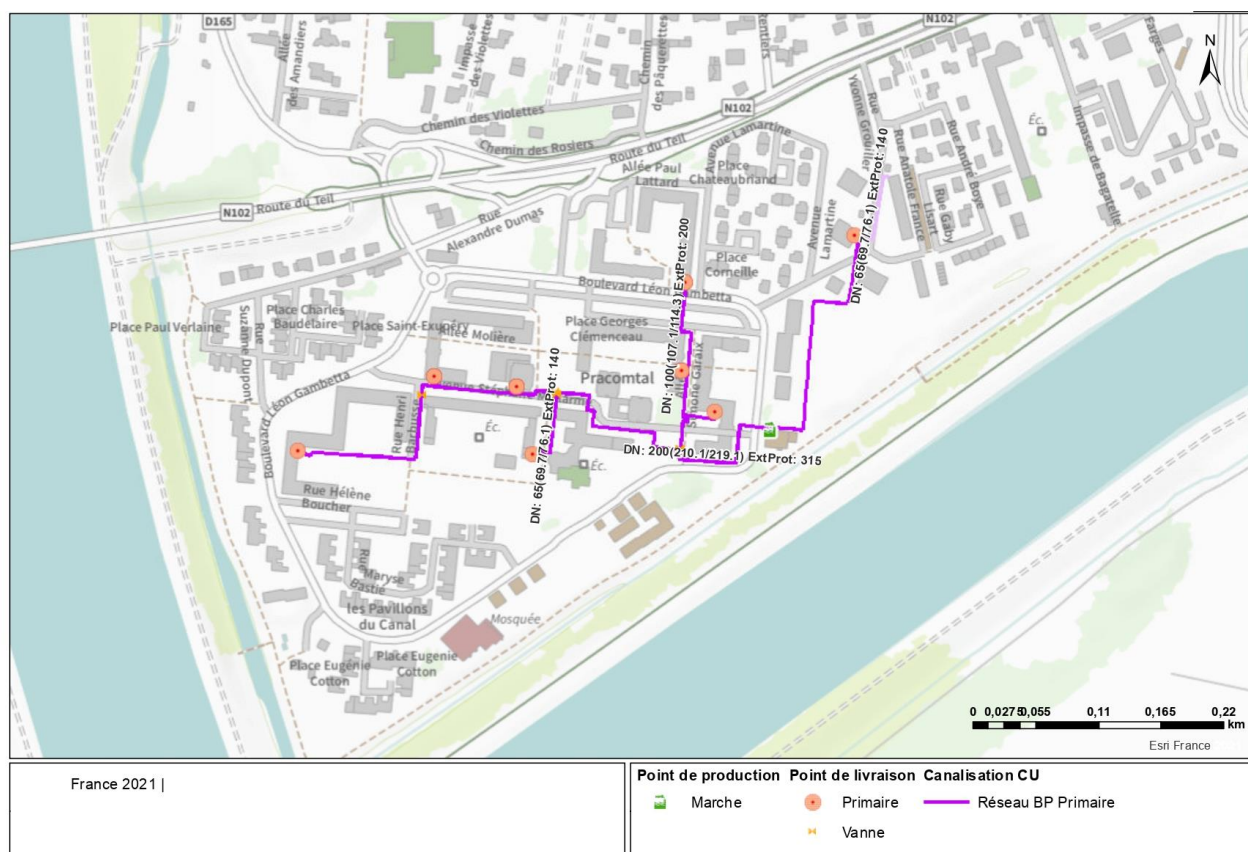 D165
Allée
des Amandiers
Impasse
des Violettes
Chemin
des Pâquerettes
N102
Farges
N
Chemin des Violettes
Chemin des Rosiers
N102
Route du Teil
Avenue Lamartine
Rue
Yvonne Grobillier
Rue Anatole France
Rue André Boye
Éc.
Impasse de Bagatelle
Allée Paul
Lattard
Place
Chateaubriand
N102
Route du Teil
Rue
Alexandre Dumas
Avenue
Lamartine
Lisart
Rue Gaby
Place
Corneille
Boulevard Léon Gambetta
DN: 65(69.7/76.1) ExtProt: 140
DN: 100(107.1/114.3) ExtProt: 200
Place Paul Verlaine
Rue
Suzanne Dupont
Place Charles
Baudelaire
Place Saint-Exupéry
Allée Molière
Place Georges
Clémenceau
Pracomtal
Simone Garaix
Boulevard Léon Gambetta
Rue Henri
Barbusse
Éc.
Éc.
DN: 65(69.7/76.1) ExtProt: 140
DN: 200(210.1/219.1) ExtProt: 315
Rue Hélène
Boucher
Rue
Maryse
Bastié
les Pavillons
du Canal
Mosquée
Place Eugénie
Cotton
Place Eugenie
Cotton
0 0,0275 0,055 0,11 0,165 0,22
km
Esri France
France 2021 |
Point de production Point de livraison Canalisation CU
Marche Primaire Réseau BP Primaire
Vanne